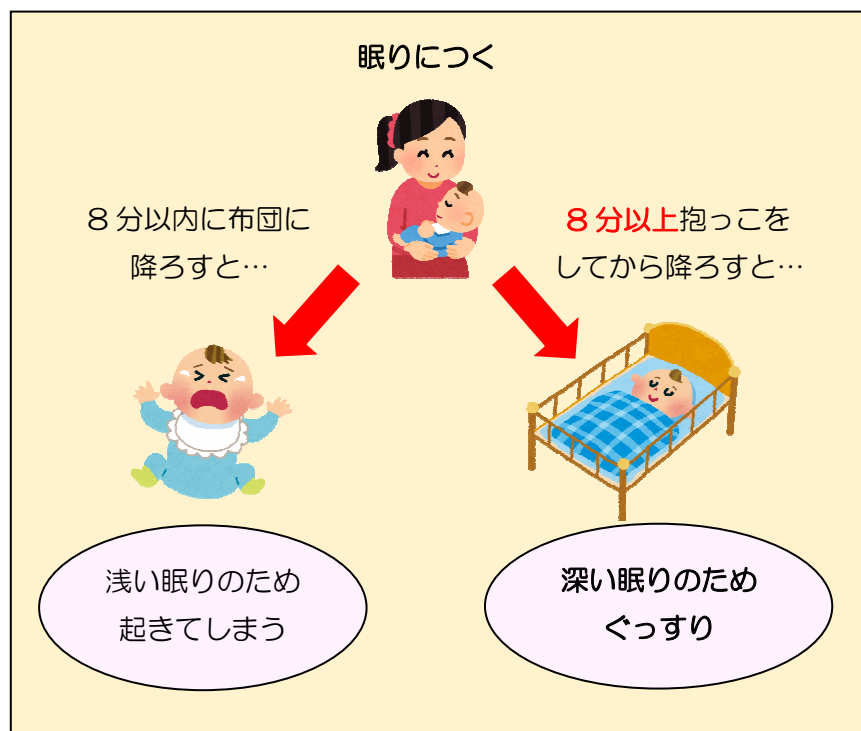 眠りにつく
8分以内に布団に
降ろすと…
8分以上抱っこを
してから降ろすと…
浅い眠りのため
起きてしまう
深い眠りのため
ぐっすり